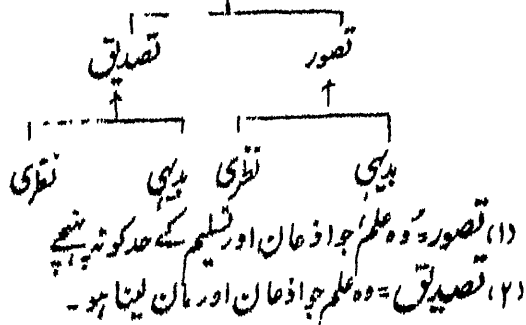 تصور تصدیق
بدیہی نظری بدیہی نظری
(۱) تصور = وہ علم جو اذعان اور تسلیم کے حد کو نہ پہنچے
(۲) تصدیق = وہ علم جو اذعان اور مان لینا ہو۔